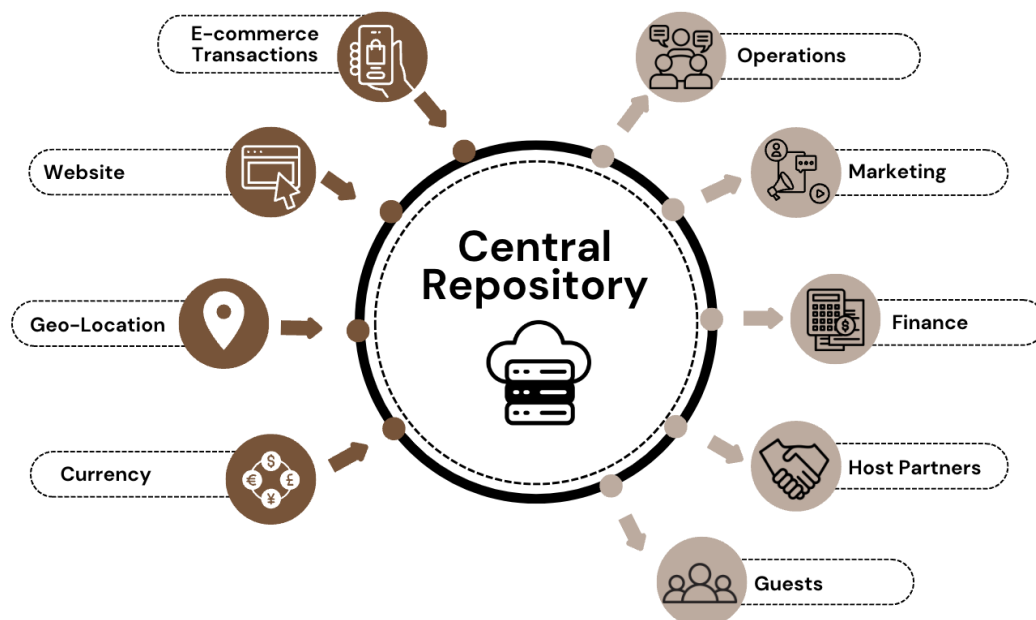 E-commerce
Transactions
Website
Geo-Location
Currency
Central
Repository
Operations
Marketing
Finance
Host Partners
Guests
$
€
£
¥
$